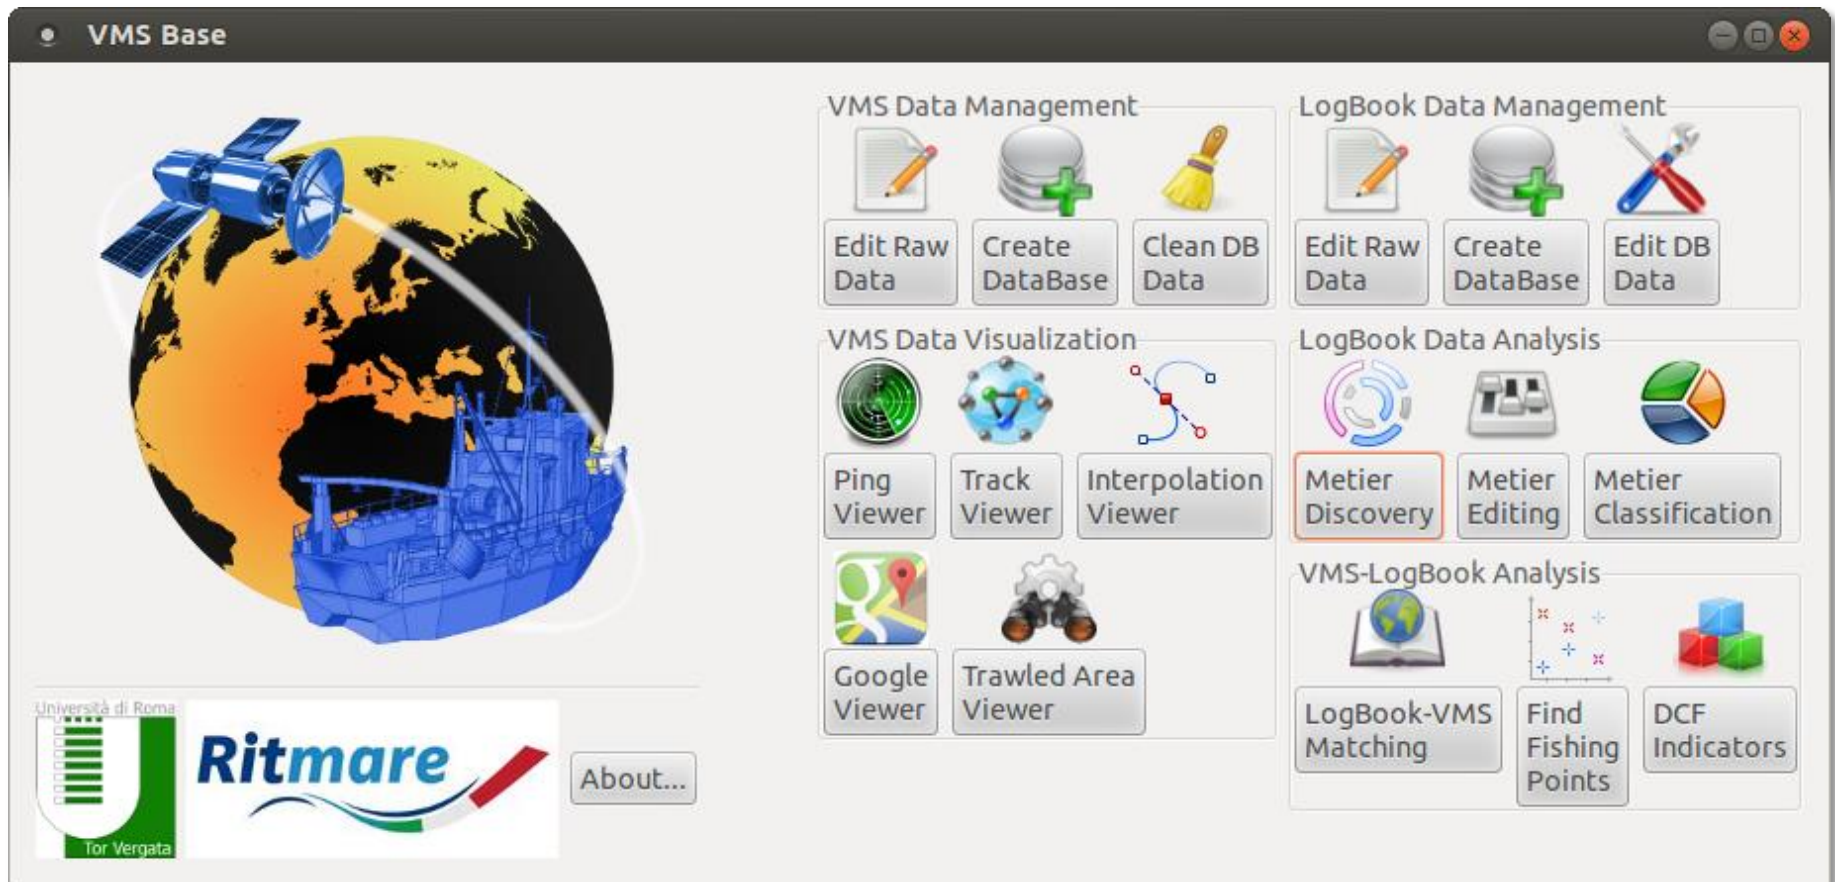 VMS Base
VMS Data Management
Edit Raw
Data
Create
DataBase
Clean DB
Data
LogBook Data Management
Edit Raw
Data
Create
DataBase
Edit DB
Data
VMS Data Visualization
Ping
Viewer
Track
Viewer
Interpolation
Viewer
Google
Viewer
Trawled Area
Viewer
LogBook Data Analysis
Metier
Discovery
Metier
Editing
Metier
Classification
VMS-LogBook Analysis
LogBook-VMS
Matching
Find
Fishing
Points
DCF
Indicators
Università di Roma
Tor Vergata
Ritmare
About...